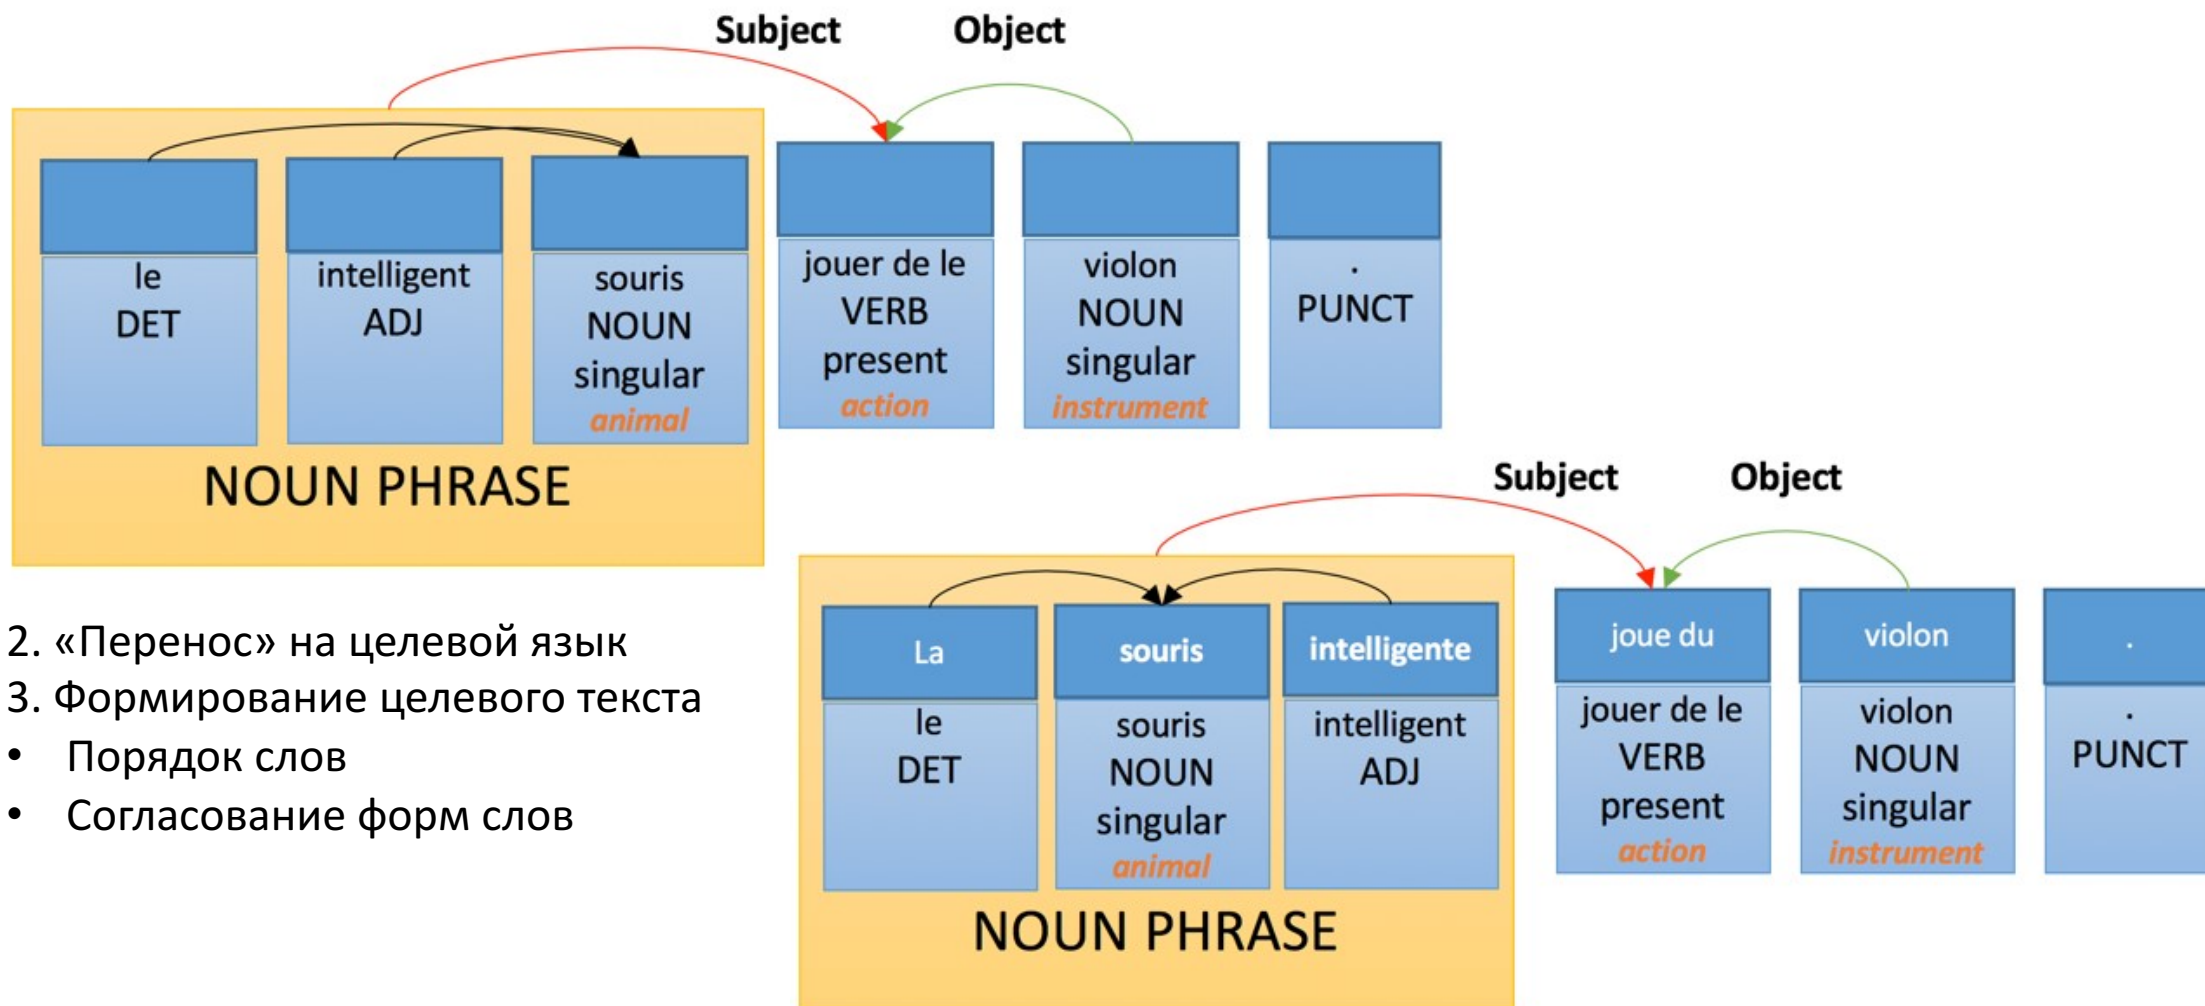 Subject Object
le
DET
intelligent
ADJ
souris
NOUN
singular
animal
NOUN PHRASE
jouer de le
VERB
present
action
violon
NOUN
singular
instrument
.
PUNCT
2. «Перенос» на целевой язык
3. Формирование целевого текста
• Порядок слов
• Согласование форм слов
Subject Object
La
le
DET
souris
souris
NOUN
singular
animal
intelligente
intelligent
ADJ
NOUN PHRASE
joue du
jouer de le
VERB
present
action
violon
violon
NOUN
singular
instrument
.
.
PUNCT